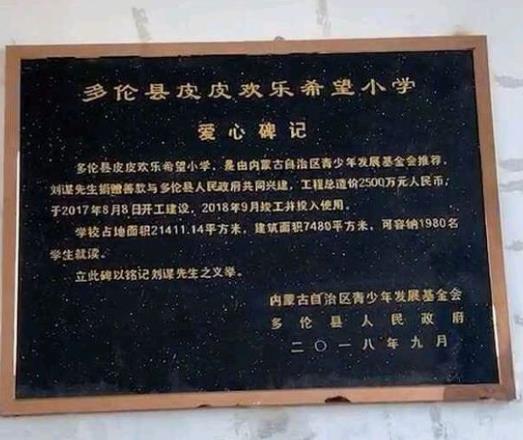 多伦县皮皮欢乐希望小学
爱心碑记
多伦县皮皮欢乐希望小学,是由内蒙古自治区青少年发展基金会推荐,
刘谋先生捐赠善款与多伦县人民政府共同兴建,工程总造价2500万元人民币,
于2017年8月8日开工建设,2018年9月竣工并投入使用。
学校占地面积21411.14平方米,建筑面积7480平方米,可容纳1980名
学生就读。
立此碑以铭记刘谋先生之义举。
内蒙古自治区青少年发展基金会
多伦县人民政府
二〇一八年九月